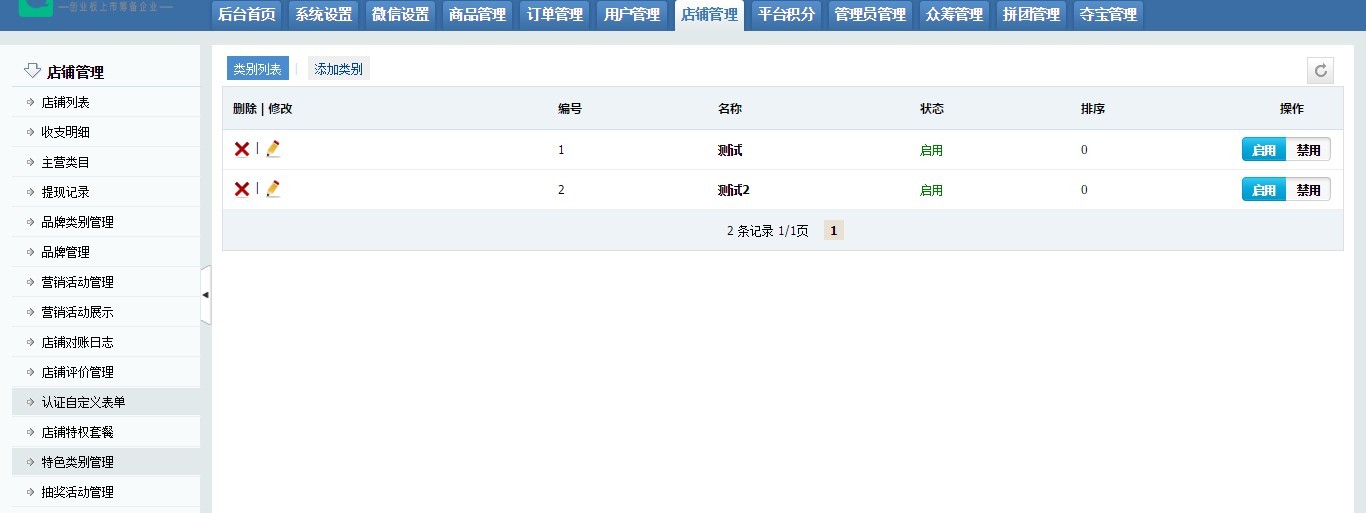 —创业板上市筹备企业—
后台首页 系统设置 微信设置 商品管理 订单管理 用户管理 店铺管理 平台积分 管理员管理 众筹管理 拼团管理 夺宝管理
店铺管理
店铺列表
收支明细
主营类目
提现记录
品牌类别管理
品牌管理
营销活动管理
营销活动展示
店铺对账日志
店铺评价管理
认证自定义表单
店铺特权套餐
特色类别管理
抽奖活动管理
类别列表 | 添加类别
删除 | 修改 编号 名称 状态 排序 操作
| 1 测试 启用 0 启用 禁用
| 2 测试2 启用 0 启用 禁用
2 条记录 1/1页 1